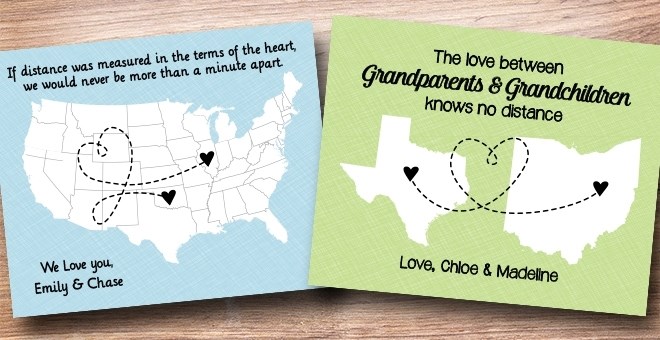 If distance was measured in the terms of the heart,
we would never be more than a minute apart.
We Love you,
Emily & Chase
The love between
Grandparents & Grandchildren
knows no distance
Love, Chloe & Madeline